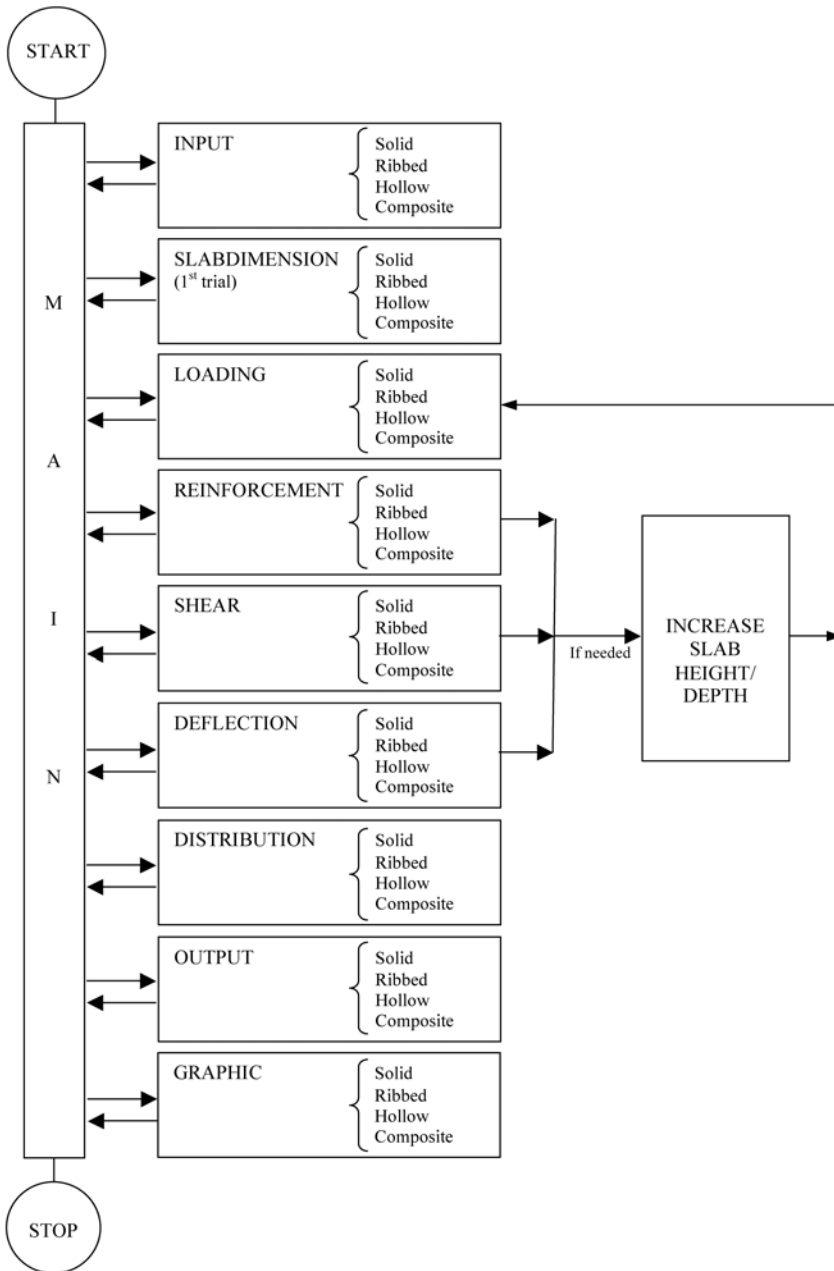 START
M
A
I
N
INPUT
Solid
Ribbed
Hollow
Composite
SLABDIMENSION
(1st trial)
Solid
Ribbed
Hollow
Composite
LOADING
Solid
Ribbed
Hollow
Composite
REINFORCEMENT
Solid
Ribbed
Hollow
Composite
SHEAR
Solid
Ribbed
Hollow
Composite
DEFLECTION
Solid
Ribbed
Hollow
Composite
If needed
INCREASE
SLAB
HEIGHT/
DEPTH
DISTRIBUTION
Solid
Ribbed
Hollow
Composite
OUTPUT
Solid
Ribbed
Hollow
Composite
GRAPHIC
Solid
Ribbed
Hollow
Composite
STOP